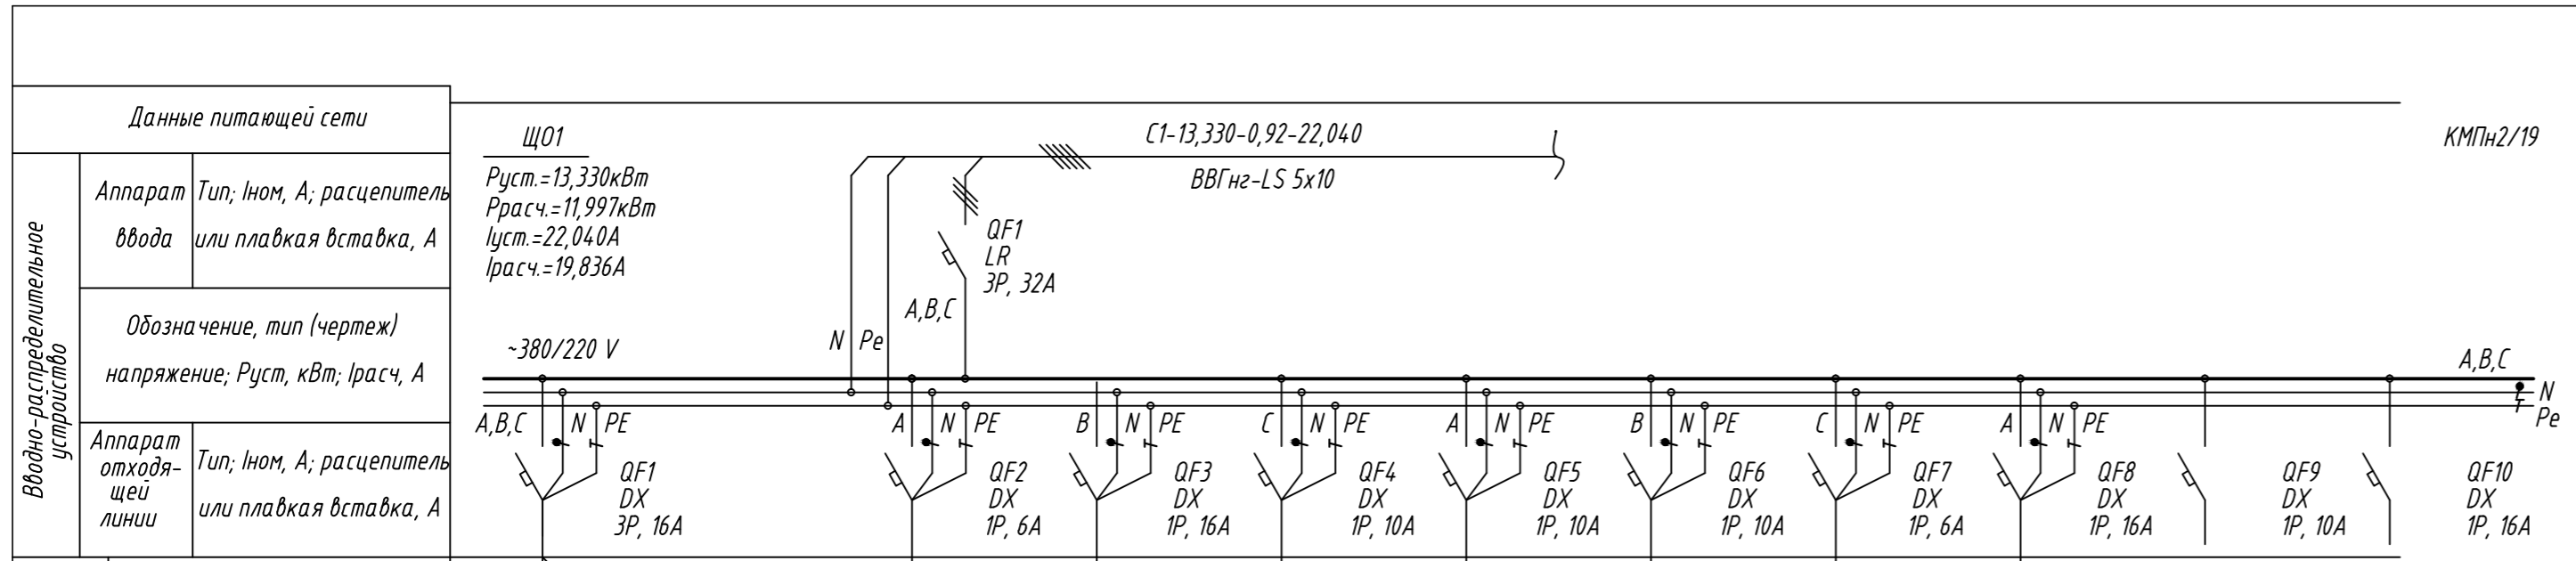 Данные питающей сети
Вводно-распределительное
устройство
Аппарат
ввода
Тип; Iном, А; расцепитель
или плавкая вставка, А
Обозначение, тип (чертеж)
напряжение; Руст, кВт; Iрасч, А
Аппарат
отходя-
щей
линии
Тип; Iном, А; расцепитель
или плавкая вставка, А
ЩО1
Руст.=13,330кВт
Ррасч.=11,997кВт
Iуст.=22,040А
Iрасч.=19,836А
~380/220 V
С1-13,330-0,92-22,040
ВВГнг-LS 5х10
КМПн2/19
QF1
LR
3P, 32A
A,B,C
N Pe
A,B,C
N
Pe
A,B,C N PE
QF1
DX
3P, 16A
A N PE
QF2
DX
1P, 6A
B N PE
QF3
DX
1P, 16A
C N PE
QF4
DX
1P, 10A
A N PE
QF5
DX
1P, 10A
B N PE
QF6
DX
1P, 10A
C N PE
QF7
DX
1P, 6A
A N PE
QF8
DX
1P, 16A
QF9
DX
1P, 10A
QF10
DX
1P, 16A